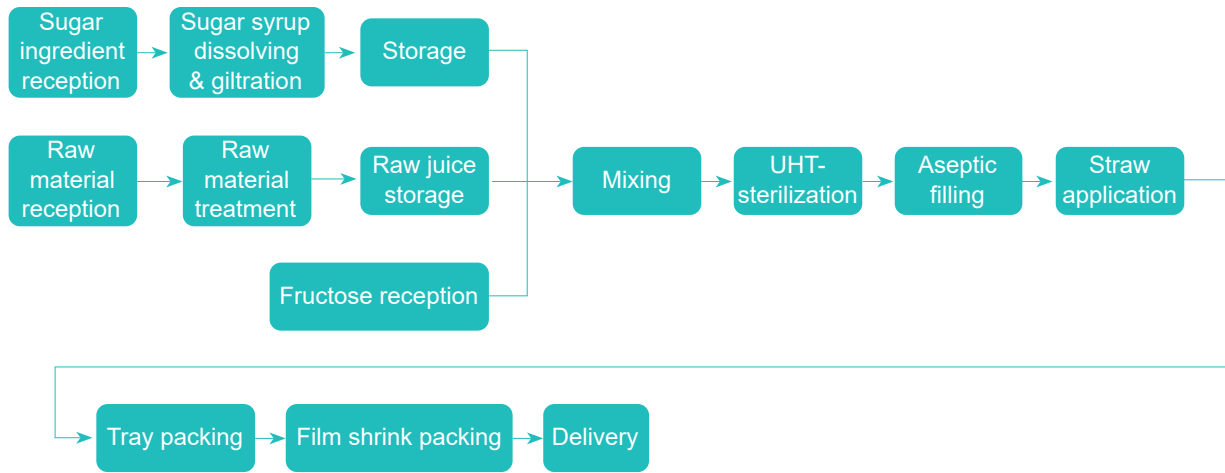 Sugar
ingredient
reception
Sugar syrup
dissolving
& giltration
Storage
Raw
material
reception
Raw
material
treatment
Raw juice
storage
Mixing
UHT-
sterilization
Aseptic
filling
Straw
application
Fructose reception
Tray packing
Film shrink packing
Delivery